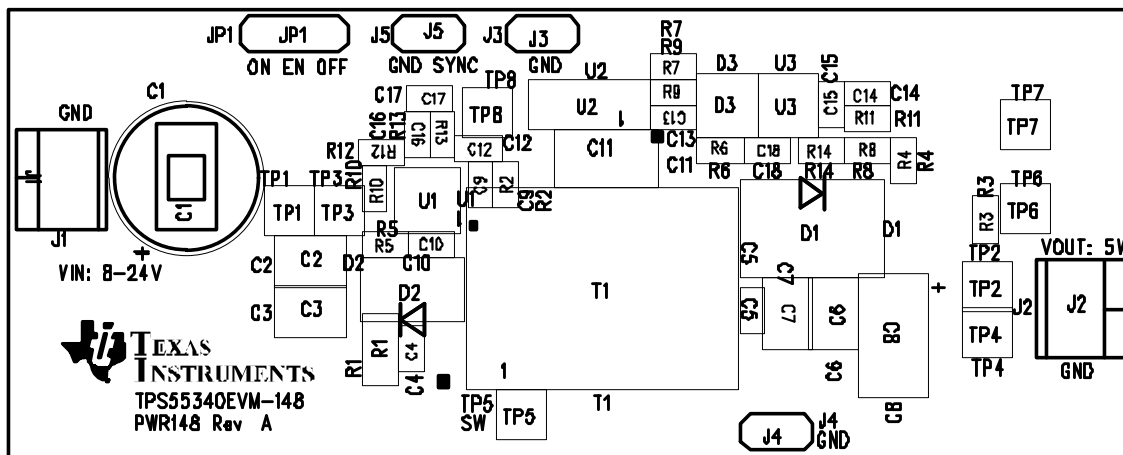 JP1 JP1 J5 J5 J3 J3
ON EN OFF GND SYNC GND
R7
R9
R7
D3 U3 C15
TP8 U2
C1 GND
C17 C17 TP8 U2 R9 D3 U3 C15 C14 C14
TP7
TP7
C16 R13 C16 R13 C13 R11 R11
C12 C12 C11 C13
R12 R12 R6 C18 R14 R8 R4 R4
R10 R10 C11 R6 C18 R14 R8
J1 C1 TP1 TP3 U1 U1 C9 R2 C9 R2
TP1 TP3
R3 R3 TP6
TP6
J1
VIN: 8-24V +
R5 R5 C10 D1 D1
C2 C2 D2 C10 C5 C7
TP2 VOUT: 5V
TP2
C3 C3 D2 T1 C5 C7 C6 C8 + J2 J2
TP4
R1 R1 C4 C4 C6 GND
TP4
TEXAS
INSTRUMENTS
TPS55340EVM-148
PWR148 Rev A
1
1
TP5 TP5 T1 C8
SW
J4 J4
GND